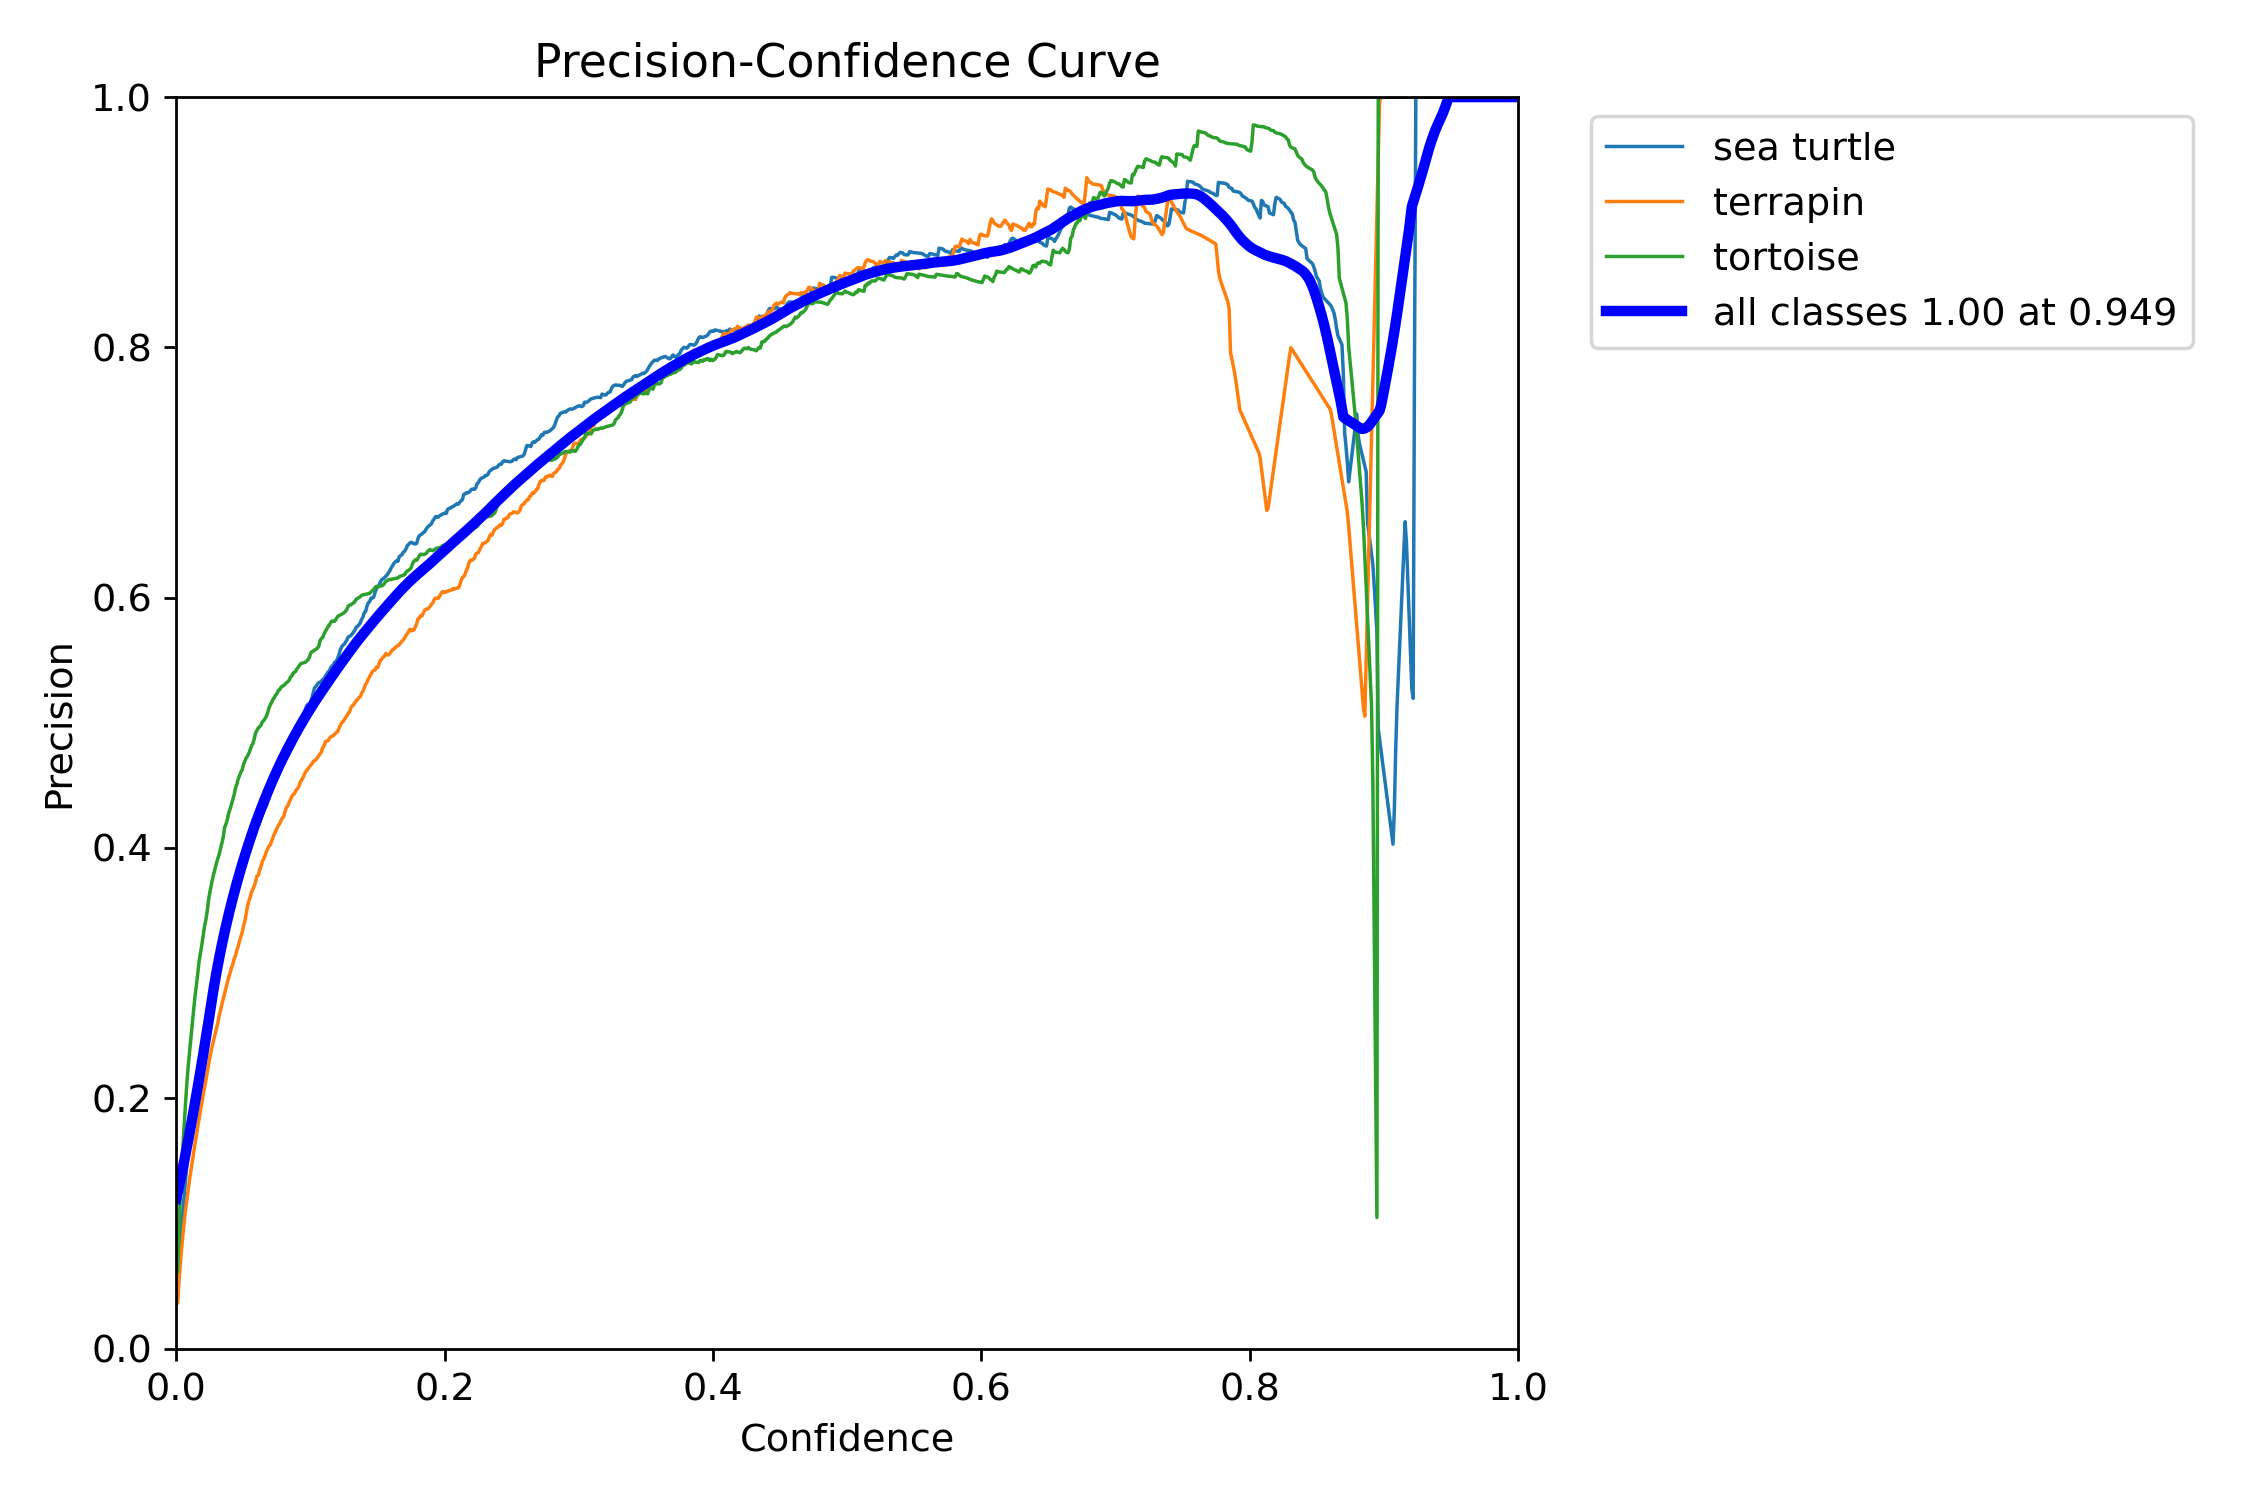 Precision-Confidence Curve
1.0
0.8
0.6
0.4
0.2
0.0
Precision
0.0 0.2 0.4 0.6 0.8 1.0
Confidence
sea turtle
terrapin
tortoise
all classes 1.00 at 0.949